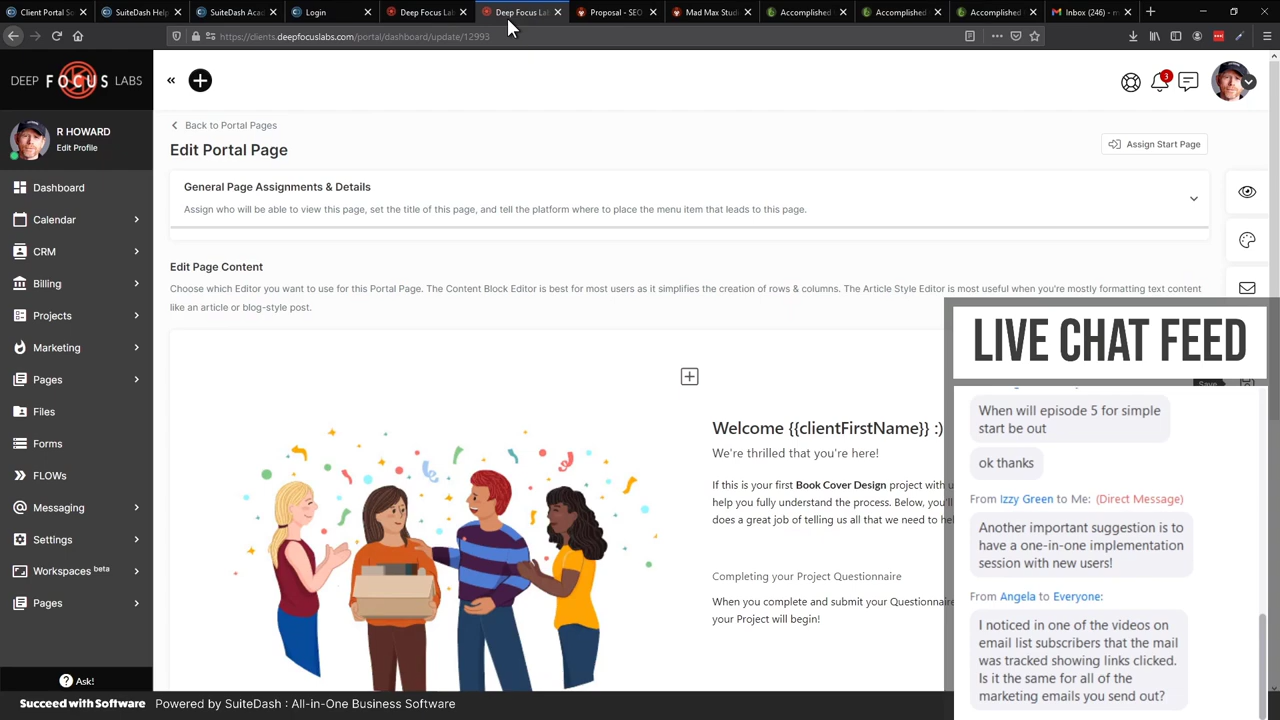 Client Portal So
SuiteDash Help
SuiteDash Acad
Login
Deep Focus Lab
Deep Focus Lab
Proposal - SEO
Mad Max Stud
Accomplished
Accomplished
Accomplished
Inbox (246) - m
https://clients.deepfocuslabs.com/portal/dashboard/update/12993
DEEP FOCUS LABS
3
R HOWARD
Edit Profile
Dashboard
Calendar
CRM
Billing
Projects
Marketing
Pages
Files
Forms
FLOWs
Messaging
Settings
Workspaces beta
Pages
Ask!
Back to Portal Pages
Edit Portal Page
Assign Start Page
General Page Assignments & Details
Assign who will be able to view this page, set the title of this page, and tell the platform where to place the menu item that leads to this page.
Edit Page Content
Choose which Editor you want to use for this Portal Page. The Content Block Editor is best for most users as it simplifies the creation of rows & columns. The Article Style Editor is most useful when you're mostly formatting text content
like an article or blog-style post.
Welcome {{clientFirstName}} :)
We're thrilled that you're here!
If this is your first Book Cover Design project with u
help you fully understand the process. Below, you'll
does a great job of telling us all that we need to hel
Completing your Project Questionnaire
When you complete and submit your Questionnaire
your Project will begin!
LIVE CHAT FEED
Save
When will episode 5 for simple
start be out
ok thanks
From Izzy Green to Me: (Direct Message)
Another important suggestion is to
have a one-in-one implementation
session with new users!
From Angela to Everyone:
I noticed in one of the videos on
email list subscribers that the mail
was tracked showing links clicked.
Is it the same for all of the
marketing emails you send out?
Succeed with Software Powered by SuiteDash : All-in-One Business Software